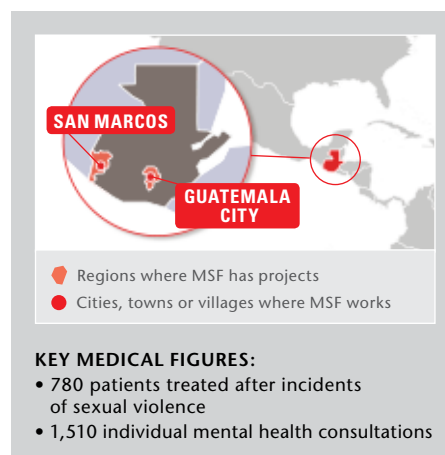 SAN MARCOS
GUATEMALA
CITY
Regions where MSF has projects
Cities, towns or villages where MSF works
KEY MEDICAL FIGURES:
• 780 patients treated after incidents
of sexual violence
• 1,510 individual mental health consultations